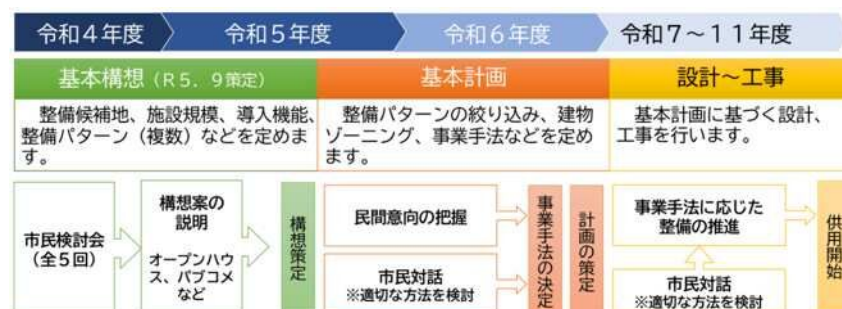 令和４年度
令和５年度
令和６年度
令和７～１１年度
基本構想（Ｒ５．９策定）
基本計画
設計～工事
整備候補地、施設規模、導入機能、
整備パターン（複数）などを定めま
す。
整備パターンの絞り込み、建物
ゾーニング、事業手法などを定め
ます。
基本計画に基づく設計、
工事を行います。
市民検討会
（全５回）
構想案の
説明
オープンハウ
ス、パブコメ
など
構想策定
民間意向の把握
市民対話
※適切な方法を検討
事業手法の決定
計画の策定
事業手法に応じた
整備の推進
市民対話
※適切な方法を検討
供用開始